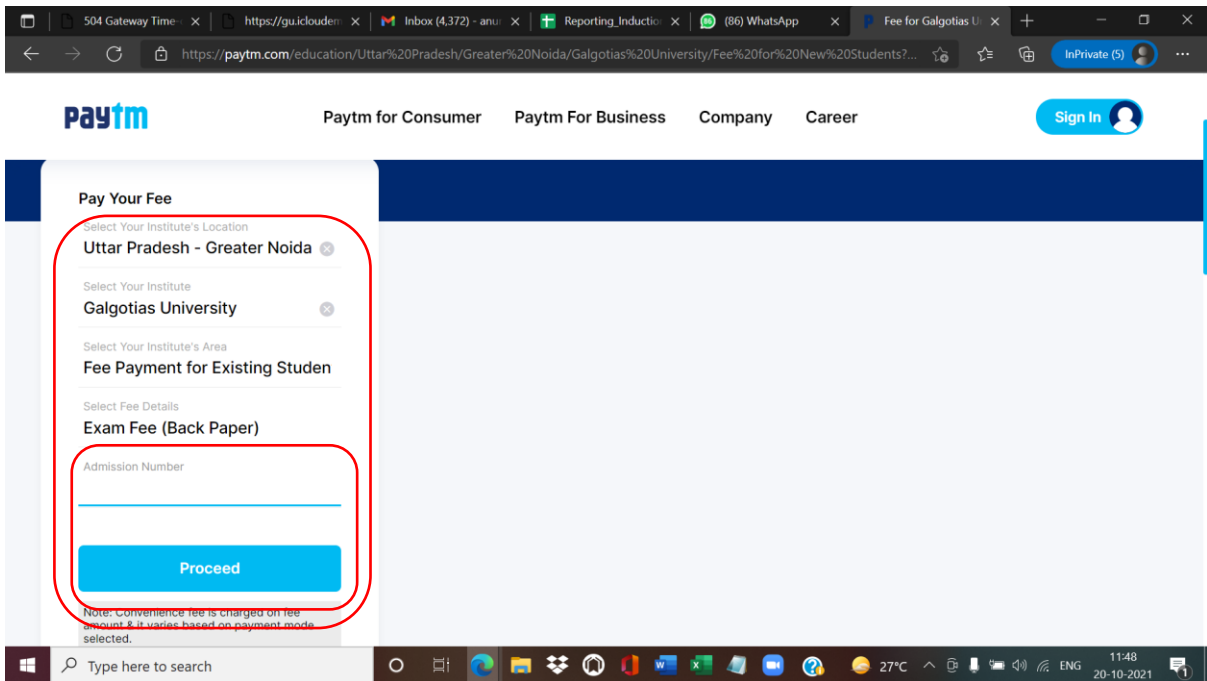 504 Gateway Time-
https://gu.icloudem
Inbox (4,372) - anur
Reporting_Induction
(86) WhatsApp
Fee for Galgotias Un
https://paytm.com/education/Uttar%20Pradesh/Greater%20Noida/Galgotias%20University/Fee%20for%20New%20Students?...
InPrivate (5)
paytm
Paytm for Consumer
Paytm For Business
Company
Career
Sign In
Pay Your Fee
Select Your Institute's Location
Uttar Pradesh - Greater Noida
Select Your Institute
Galgotias University
Select Your Institute's Area
Fee Payment for Existing Studen
Select Fee Details
Exam Fee (Back Paper)
Admission Number
Proceed
Note: Convenience fee is charged on fee
amount & it varies based on payment mode
selected.
Type here to search
27°C
ENG
11:48
20-10-2021